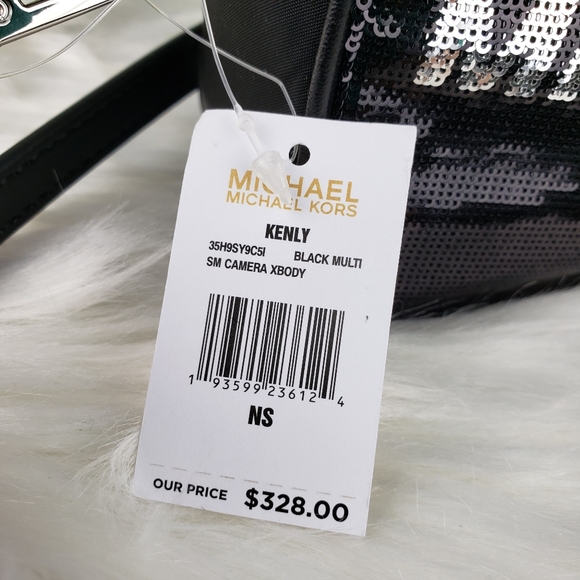 MICHAEL
MICHAEL KORS
KENLY
35H9SY9C5I BLACK MULTI
SM CAMERA XBODY
1 93599 23612 4
NS
OUR PRICE $328.00